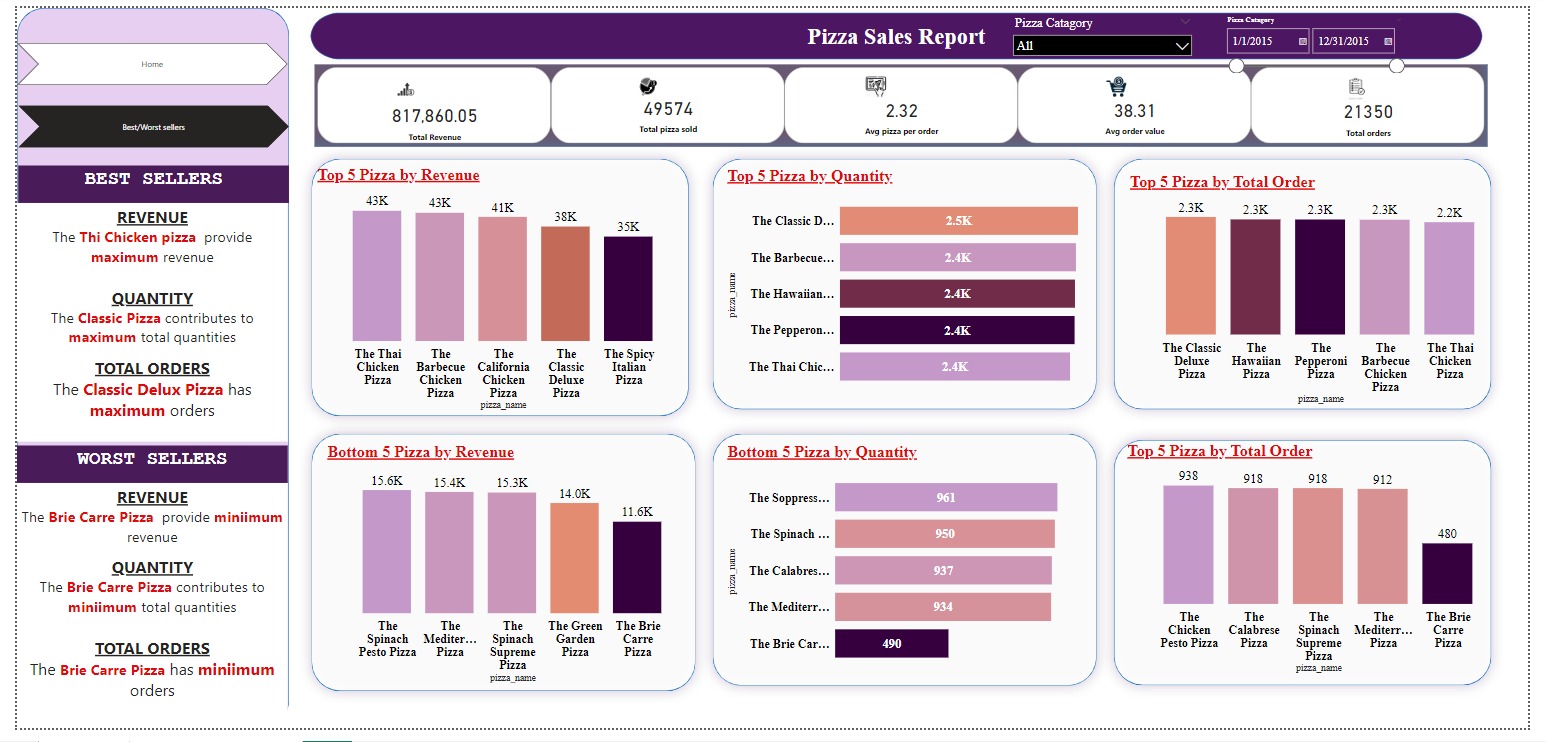 Home
Best/Worst sellers
BEST SELLERS
REVENUE
The Thi Chicken pizza provide
maximum revenue
QUANTITY
The Classic Pizza contributes to
maximum total quantities
TOTAL ORDERS
The Classic Delux Pizza has
maximum orders
WORST SELLERS
REVENUE
The Brie Carre Pizza provide miniimum
revenue
QUANTITY
The Brie Carre Pizza contributes to
miniimum total quantities
TOTAL ORDERS
The Brie Carre Pizza has miniimum
orders
Pizza Sales Report
Pizza Catagory
All
Pizza Catagory
1/1/2015
12/31/2015
817,860.05
Total Revenue
49574
Total pizza sold
2.32
Avg pizza per order
38.31
Avg order value
21350
Total orders
Top 5 Pizza by Revenue
43K
43K
41K
38K
35K
The Thai
Chicken
Pizza
The
Barbecue
Chicken
Pizza
The
California
Chicken
Pizza
The
Classic
Deluxe
Pizza
The Spicy
Italian
Pizza
pizza_name
Top 5 Pizza by Quantity
pizza_name
The Classic D... 2.5K
The Barbecue... 2.4K
The Hawaiian... 2.4K
The Pepperon... 2.4K
The Thai Chic... 2.4K
Top 5 Pizza by Total Order
2.3K
2.3K
2.3K
2.3K
2.2K
The Classic
Deluxe
Pizza
The
Hawaiian
Pizza
The
Pepperoni
Pizza
The
Barbecue
Chicken
Pizza
The Thai
Chicken
Pizza
pizza_name
Bottom 5 Pizza by Revenue
15.6K
15.4K
15.3K
14.0K
11.6K
The
Spinach
Pesto Pizza
The
Mediter...
Pizza
The
Spinach
Supreme
Pizza
The Green
Garden
Pizza
The Brie
Carre
Pizza
pizza_name
Bottom 5 Pizza by Quantity
pizza_name
The Soppress... 961
The Spinach ... 950
The Calabres... 937
The Mediterr... 934
The Brie Car... 490
Top 5 Pizza by Total Order
938
918
918
912
480
The
Chicken
Pesto Pizza
The
Calabrese
Pizza
The
Spinach
Supreme
Pizza
The
Mediterr...
Pizza
The Brie
Carre
Pizza
pizza_name